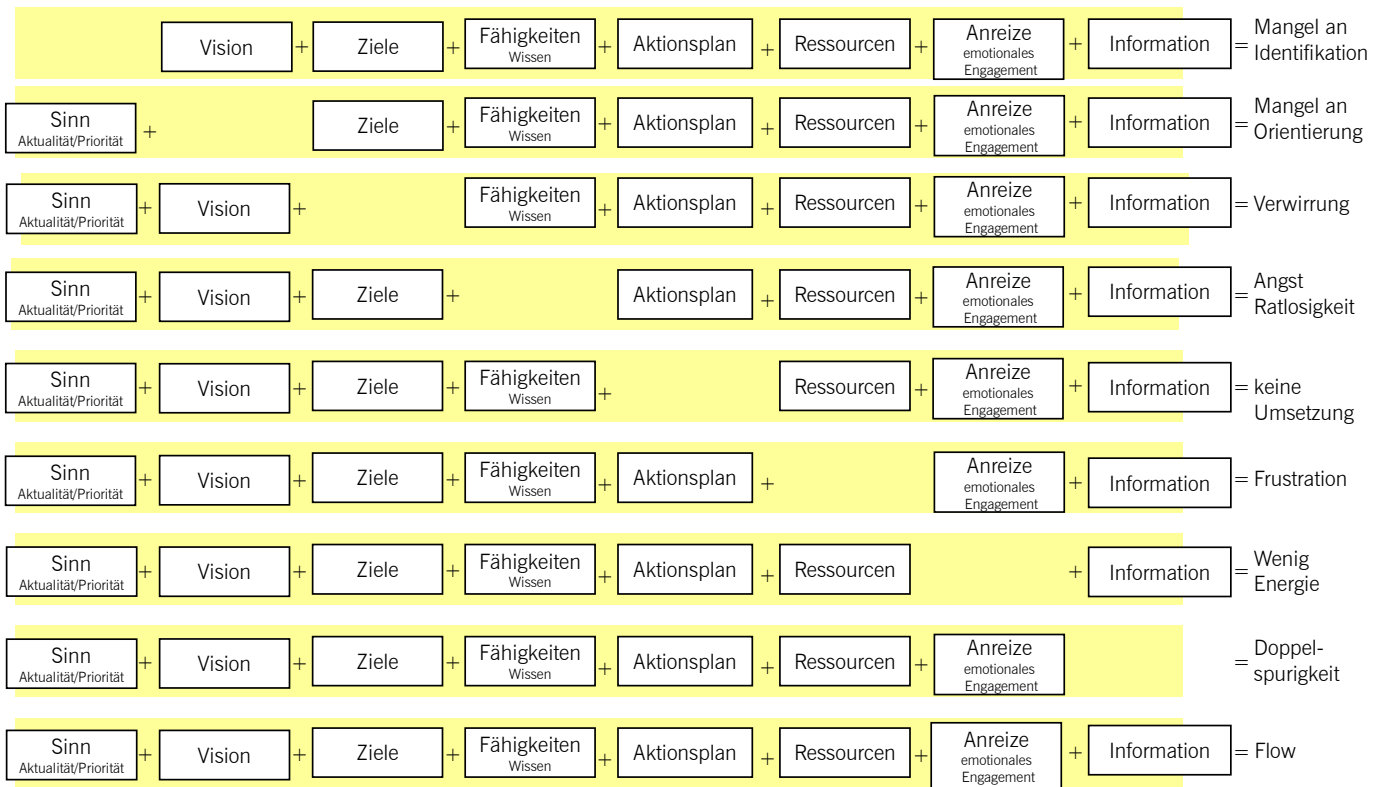 Vision + Ziele + Fähigkeiten Wissen + Aktionsplan + Ressourcen + Anreize emotionales Engagement + Information = Mangel an Identifikation
Sinn Aktualität/Priorität + Ziele + Fähigkeiten Wissen + Aktionsplan + Ressourcen + Anreize emotionales Engagement + Information = Mangel an Orientierung
Sinn Aktualität/Priorität + Vision + Fähigkeiten Wissen + Aktionsplan + Ressourcen + Anreize emotionales Engagement + Information = Verwirrung
Sinn Aktualität/Priorität + Vision + Ziele + Aktionsplan + Ressourcen + Anreize emotionales Engagement + Information = Angst Ratlosigkeit
Sinn Aktualität/Priorität + Vision + Ziele + Fähigkeiten Wissen + Ressourcen + Anreize emotionales Engagement + Information = keine Umsetzung
Sinn Aktualität/Priorität + Vision + Ziele + Fähigkeiten Wissen + Aktionsplan + Anreize emotionales Engagement + Information = Frustration
Sinn Aktualität/Priorität + Vision + Ziele + Fähigkeiten Wissen + Aktionsplan + Ressourcen + Information = Wenig Energie
Sinn Aktualität/Priorität + Vision + Ziele + Fähigkeiten Wissen + Aktionsplan + Ressourcen + Anreize emotionales Engagement = Doppel-spurigkeit
Sinn Aktualität/Priorität + Vision + Ziele + Fähigkeiten Wissen + Aktionsplan + Ressourcen + Anreize emotionales Engagement + Information = Flow